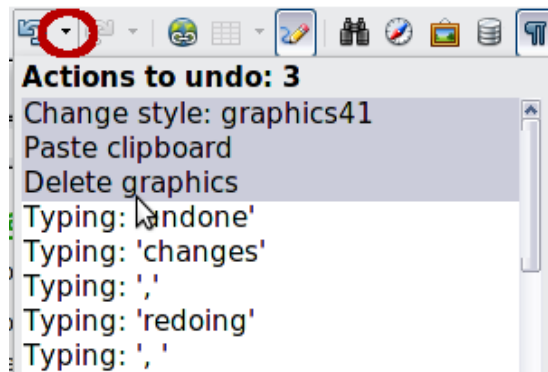 Actions to undo: 3
Change style: graphics41
Paste clipboard
Delete graphics
Typing: 'undone'
Typing: 'changes'
Typing: ','
Typing: 'redoing'
Typing: ', '